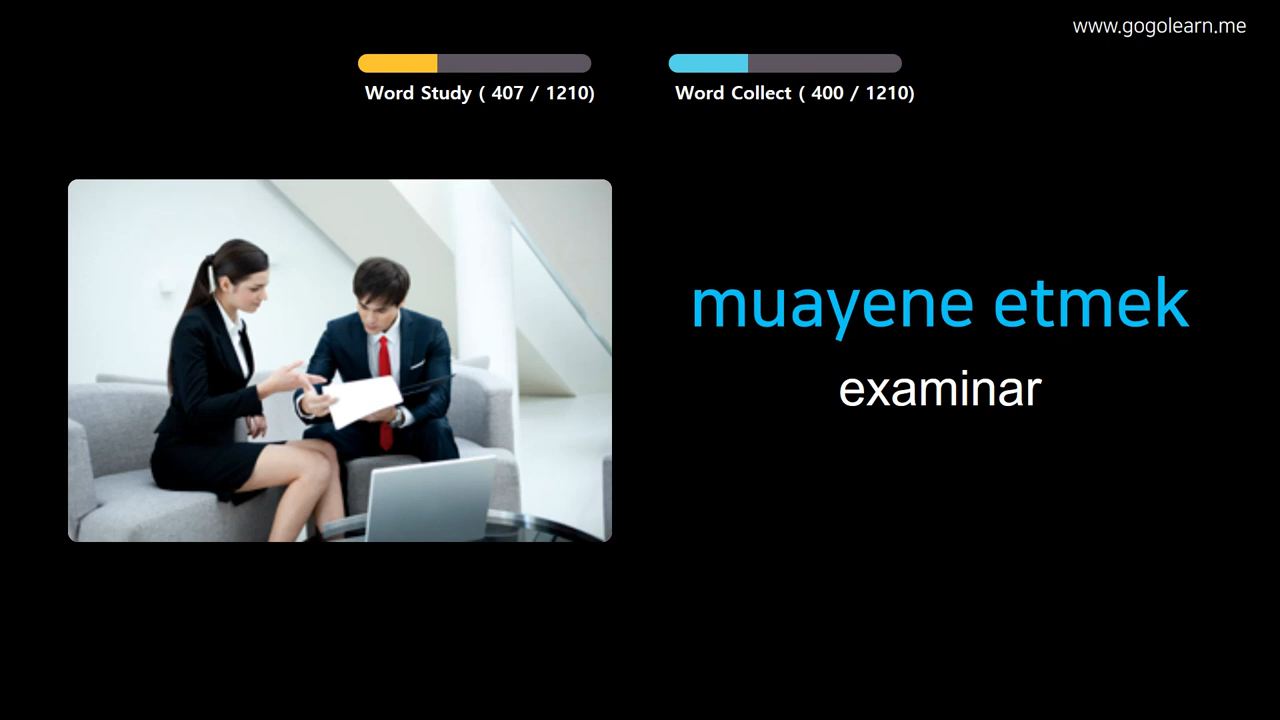 www.gogolearn.me
Word Study ( 407 / 1210)
Word Collect ( 400 / 1210)
muayene etmek
examinar